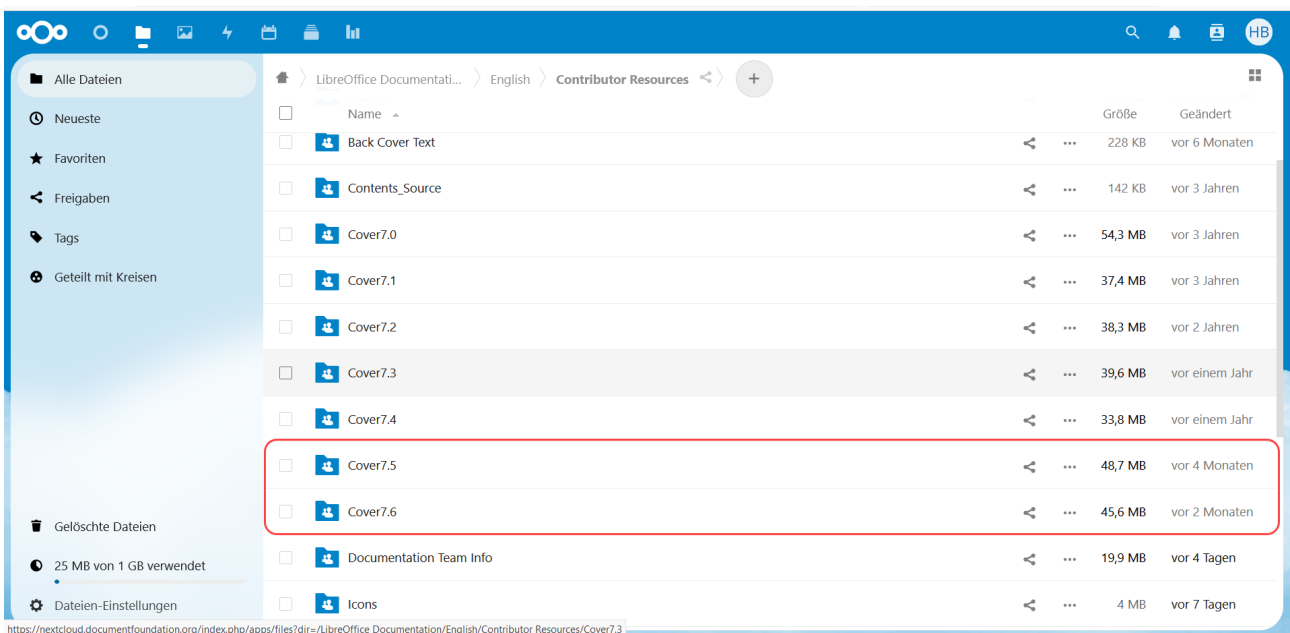 HB
Alle Dateien
Neueste
Favoriten
Freigaben
Tags
Geteilt mit Kreisen
Gelöschte Dateien
25 MB von 1 GB verwendet
Dateien-Einstellungen
LibreOffice Documentati... English Contributor Resources +
Name Größe Geändert
Back Cover Text 228 KB vor 6 Monaten
Contents_Source 142 KB vor 3 Jahren
Cover7.0 54,3 MB vor 3 Jahren
Cover7.1 37,4 MB vor 3 Jahren
Cover7.2 38,3 MB vor 2 Jahren
Cover7.3 39,6 MB vor einem Jahr
Cover7.4 33,8 MB vor einem Jahr
Cover7.5 48,7 MB vor 4 Monaten
Cover7.6 45,6 MB vor 2 Monaten
Documentation Team Info 19,9 MB vor 4 Tagen
Icons 4 MB vor 7 Tagen
https://nextcloud.documentfoundation.org/index.php/apps/files?dir=/LibreOffice Documentation/English/Contributor Resources/Cover7.3